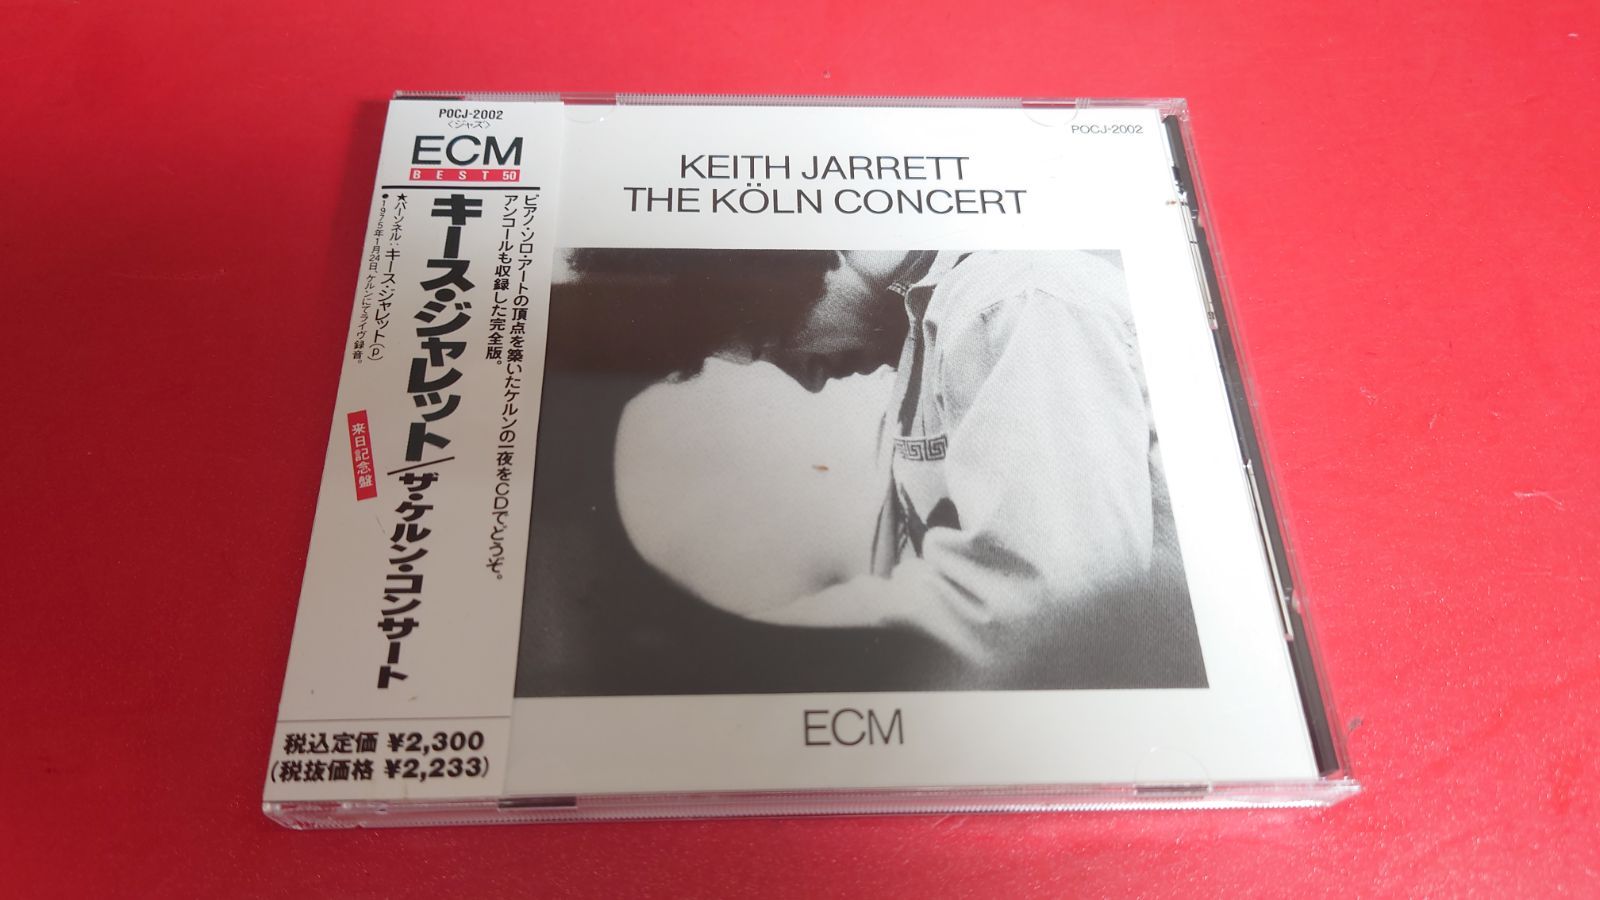 POCJ-2002
〈ジャズ〉
ECM
BEST 50
ピアノ・ソロ・アートの頂点を築いたケルンの一夜をCDでどうぞ。
アンコールも収録した完全版。
キース・ジャレット/ザ・ケルン・コンサート
★パーソネル：キース・ジャレット(p)
●1975年1月24日、ケルンにてライヴ録音。
来日記念盤
税込定価 ¥2,300
(税抜価格 ¥2,233)
POCJ-2002
KEITH JARRETT
THE KÖLN CONCERT
ECM